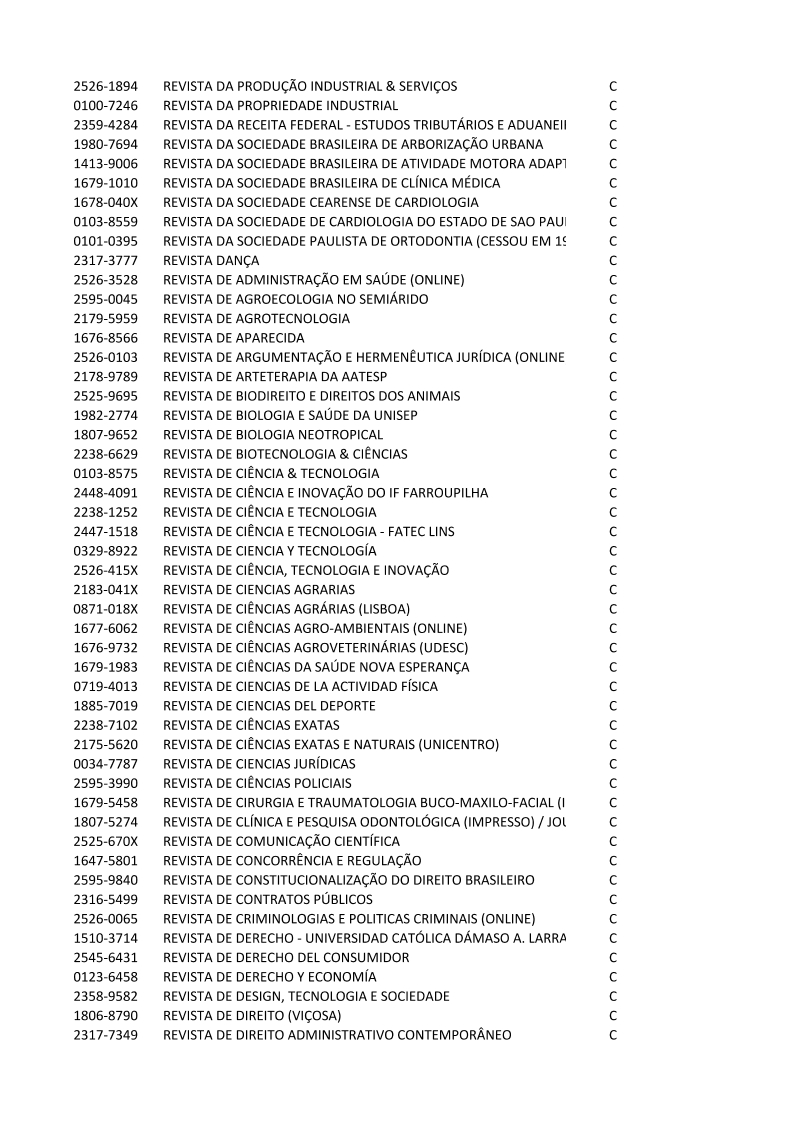 2526-1894 REVISTA DA PRODUÇÃO INDUSTRIAL & SERVIÇOS C
0100-7246 REVISTA DA PROPRIEDADE INDUSTRIAL C
2359-4284 REVISTA DA RECEITA FEDERAL - ESTUDOS TRIBUTÁRIOS E ADUANEI C
1980-7694 REVISTA DA SOCIEDADE BRASILEIRA DE ARBORIZAÇÃO URBANA C
1413-9006 REVISTA DA SOCIEDADE BRASILEIRA DE ATIVIDADE MOTORA ADAPT C
1679-1010 REVISTA DA SOCIEDADE BRASILEIRA DE CLÍNICA MÉDICA C
1678-040X REVISTA DA SOCIEDADE CEARENSE DE CARDIOLOGIA C
0103-8559 REVISTA DA SOCIEDADE DE CARDIOLOGIA DO ESTADO DE SAO PAU C
0101-0395 REVISTA DA SOCIEDADE PAULISTA DE ORTODONTIA (CESSOU EM 19 C
2317-3777 REVISTA DANÇA C
2526-3528 REVISTA DE ADMINISTRAÇÃO EM SAÚDE (ONLINE) C
2595-0045 REVISTA DE AGROECOLOGIA NO SEMIÁRIDO C
2179-5959 REVISTA DE AGROTECNOLOGIA C
1676-8566 REVISTA DE APARECIDA C
2526-0103 REVISTA DE ARGUMENTAÇÃO E HERMENÊUTICA JURÍDICA (ONLINE C
2178-9789 REVISTA DE ARTETERAPIA DA AATESP C
2525-9695 REVISTA DE BIODIREITO E DIREITOS DOS ANIMAIS C
1982-2774 REVISTA DE BIOLOGIA E SAÚDE DA UNISEP C
1807-9652 REVISTA DE BIOLOGIA NEOTROPICAL C
2238-6629 REVISTA DE BIOTECNOLOGIA & CIÊNCIAS C
0103-8575 REVISTA DE CIÊNCIA & TECNOLOGIA C
2448-4091 REVISTA DE CIÊNCIA E INOVAÇÃO DO IF FARROUPILHA C
2238-1252 REVISTA DE CIÊNCIA E TECNOLOGIA C
2447-1518 REVISTA DE CIÊNCIA E TECNOLOGIA - FATEC LINS C
0329-8922 REVISTA DE CIENCIA Y TECNOLOGÍA C
2526-415X REVISTA DE CIÊNCIA, TECNOLOGIA E INOVAÇÃO C
2183-041X REVISTA DE CIENCIAS AGRARIAS C
0871-018X REVISTA DE CIÊNCIAS AGRÁRIAS (LISBOA) C
1677-6062 REVISTA DE CIÊNCIAS AGRO-AMBIENTAIS (ONLINE) C
1676-9732 REVISTA DE CIÊNCIAS AGROVETERINÁRIAS (UDESC) C
1679-1983 REVISTA DE CIÊNCIAS DA SAÚDE NOVA ESPERANÇA C
0719-4013 REVISTA DE CIENCIAS DE LA ACTIVIDAD FÍSICA C
1885-7019 REVISTA DE CIENCIAS DEL DEPORTE C
2238-7102 REVISTA DE CIÊNCIAS EXATAS C
2175-5620 REVISTA DE CIÊNCIAS EXATAS E NATURAIS (UNICENTRO) C
0034-7787 REVISTA DE CIENCIAS JURÍDICAS C
2595-3990 REVISTA DE CIÊNCIAS POLICIAIS C
1679-5458 REVISTA DE CIRURGIA E TRAUMATOLOGIA BUCO-MAXILO-FACIAL (I C
1807-5274 REVISTA DE CLÍNICA E PESQUISA ODONTOLÓGICA (IMPRESSO) / JOU C
2525-670X REVISTA DE COMUNICAÇÃO CIENTÍFICA C
1647-5801 REVISTA DE CONCORRÊNCIA E REGULAÇÃO C
2595-9840 REVISTA DE CONSTITUCIONALIZAÇÃO DO DIREITO BRASILEIRO C
2316-5499 REVISTA DE CONTRATOS PÚBLICOS C
2526-0065 REVISTA DE CRIMINOLOGIAS E POLITICAS CRIMINAIS (ONLINE) C
1510-3714 REVISTA DE DERECHO - UNIVERSIDAD CATÓLICA DÁMASO A. LARRA C
2545-6431 REVISTA DE DERECHO DEL CONSUMIDOR C
0123-6458 REVISTA DE DERECHO Y ECONOMÍA C
2358-9582 REVISTA DE DESIGN, TECNOLOGIA E SOCIEDADE C
1806-8790 REVISTA DE DIREITO (VIÇOSA) C
2317-7349 REVISTA DE DIREITO ADMINISTRATIVO CONTEMPORÂNEO C